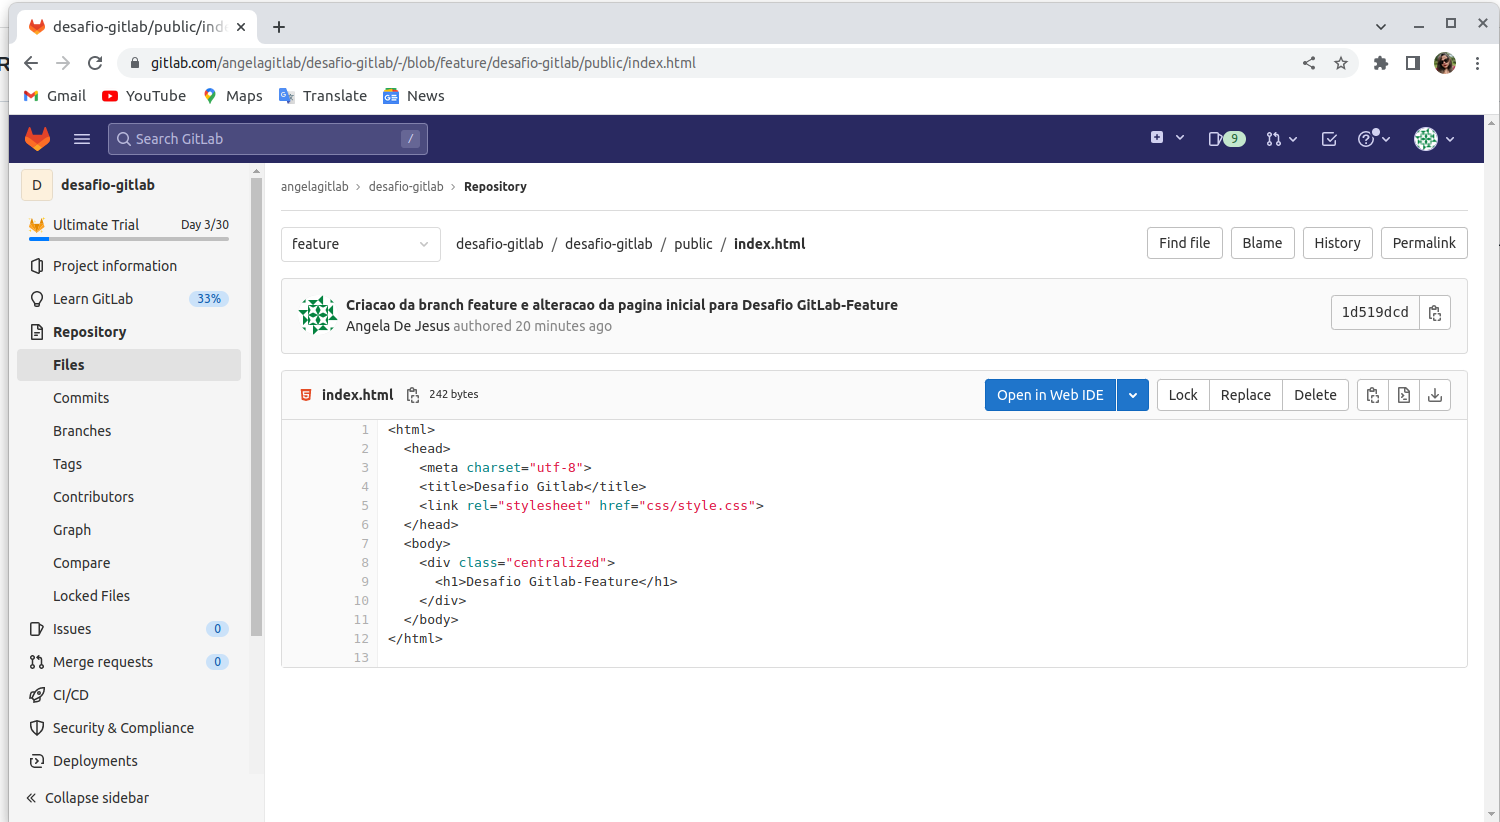 desafio-gitlab/public/inde
gitlab.com/angelagitlab/desafio-gitlab/-/blob/feature/desafio-gitlab/public/index.html
Gmail YouTube Maps Translate News
Search GitLab /
9
D desafio-gitlab
Ultimate Trial Day 3/30
Project information
Learn GitLab 33%
Repository
Files
Commits
Branches
Tags
Contributors
Graph
Compare
Locked Files
Issues 0
Merge requests 0
CI/CD
Security & Compliance
Deployments
Collapse sidebar
angelagitlab › desafio-gitlab › Repository
feature desafio-gitlab / desafio-gitlab / public / index.html Find file Blame History Permalink
Criacao da branch feature e alteracao da pagina inicial para Desafio GitLab-Feature
Angela De Jesus authored 20 minutes ago
1d519dcd
index.html 242 bytes Open in Web IDE Lock Replace Delete
1 <html>
2 <head>
3 <meta charset="utf-8">
4 <title>Desafio Gitlab</title>
5 <link rel="stylesheet" href="css/style.css">
6 </head>
7 <body>
8 <div class="centralized">
9 <h1>Desafio Gitlab-Feature</h1>
10 </div>
11 </body>
12 </html>
13